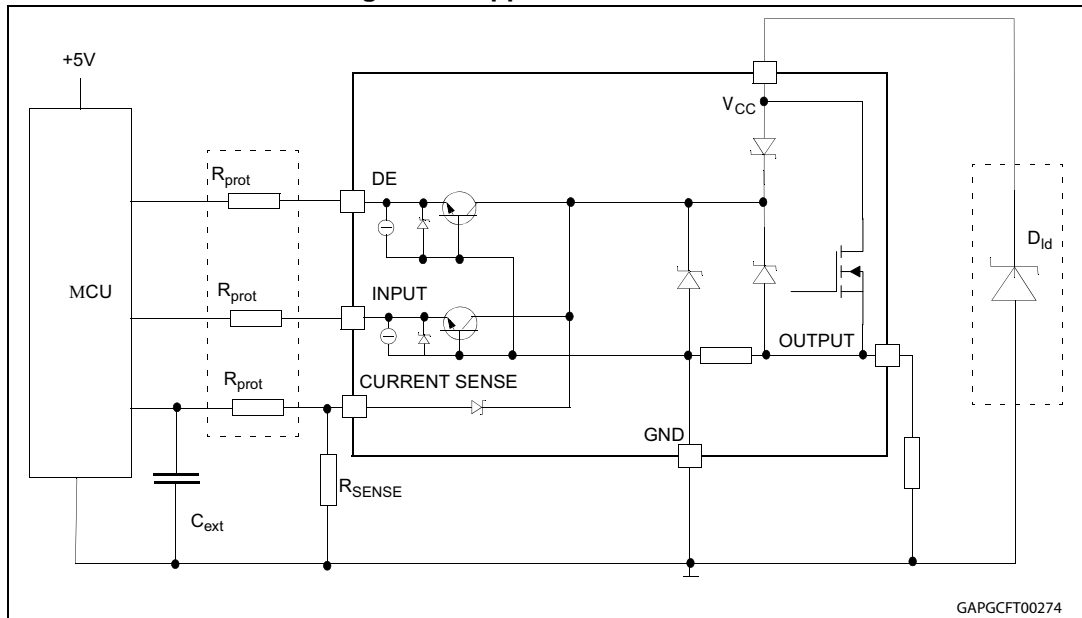 +5V
VCC
Rprot
DE
Dld
MCU
Rprot
INPUT
OUTPUT
Rprot
CURRENT SENSE
GND
RSENSE
Cext
GAPGCFT00274